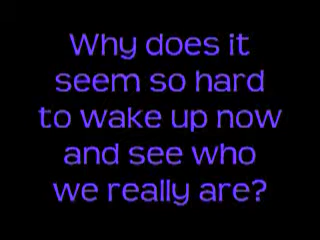 Why does it
seem so hard
to wake up now
and see who
we really are?